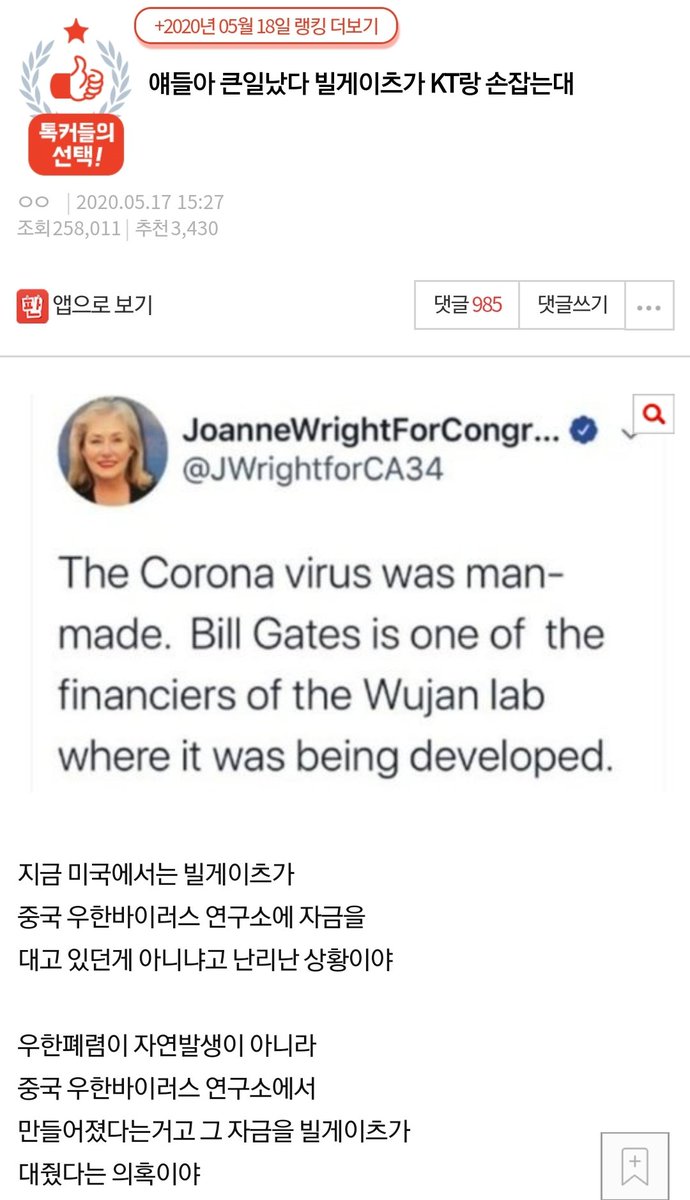 +2020년 05월 18일 랭킹 더보기
톡커들의
선택!
얘들아 큰일났다 빌게이츠가 KT랑 손잡는대
ㅇㅇ | 2020.05.17 15:27
조회258,011 | 추천3,430
판 앱으로 보기
댓글 985
댓글쓰기
...
JoanneWrightForCongr...
@JWrightforCA34
The Corona virus was man-
made. Bill Gates is one of the
financiers of the Wujan lab
where it was being developed.
지금 미국에서는 빌게이츠가
중국 우한바이러스 연구소에 자금을
대고 있던게 아니냐고 난리난 상황이야
우한폐렴이 자연발생이 아니라
중국 우한바이러스 연구소에서
만들어졌다는거고 그 자금을 빌게이츠가
대줬다는 의혹이야